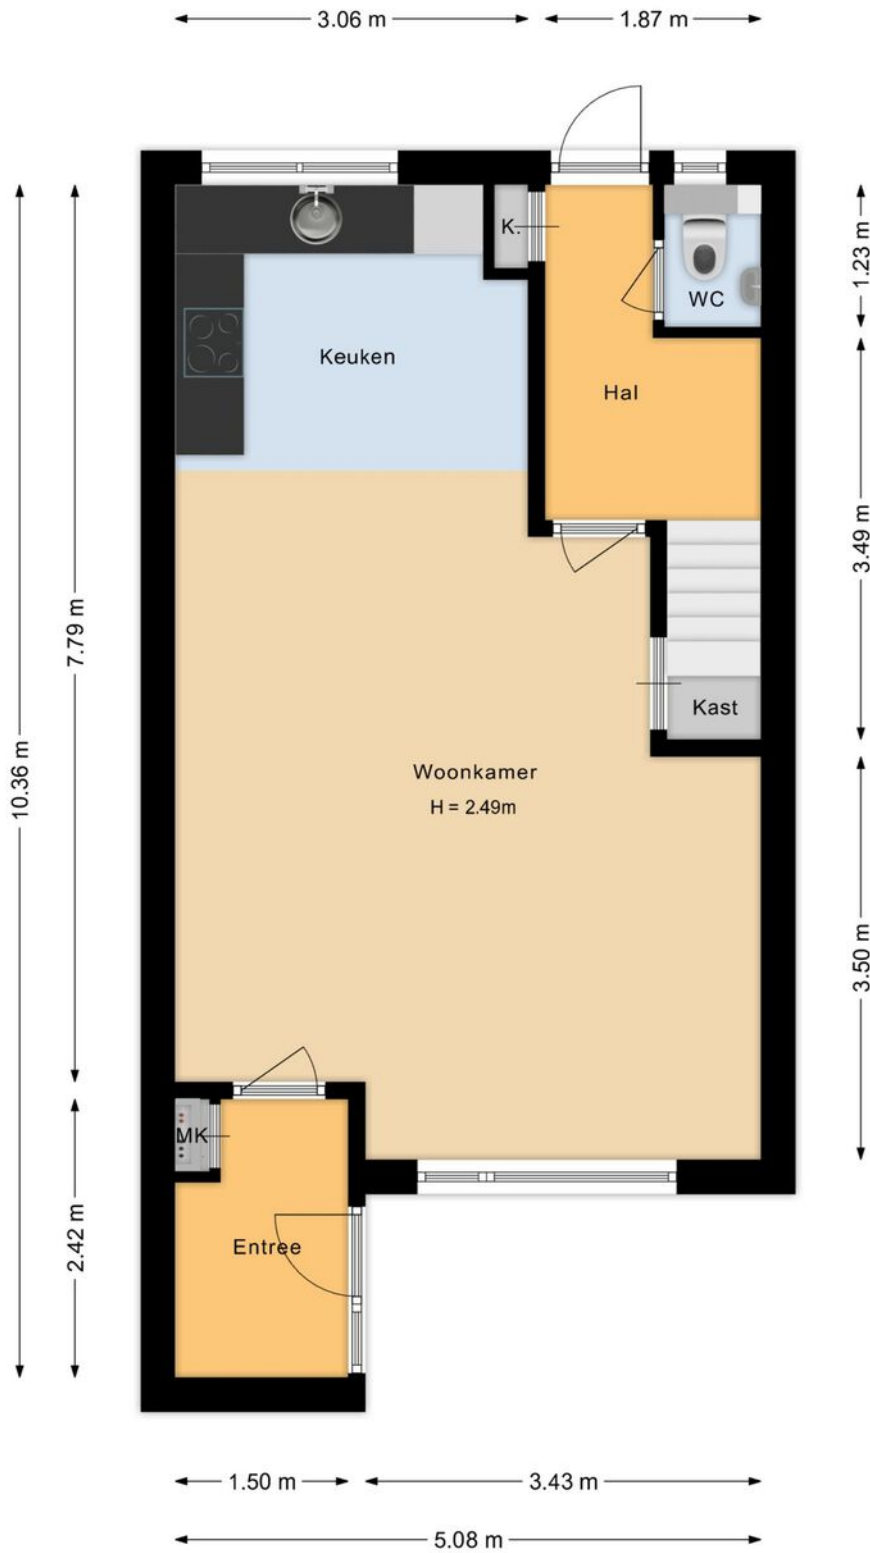 3.06 m
1.87 m
K.
WC
1.23 m
Keuken
Hal
3.49 m
7.79 m
Kast
10.36 m
Woonkamer
H = 2.49m
3.50 m
MK
2.42 m
Entree
1.50 m
3.43 m
5.08 m